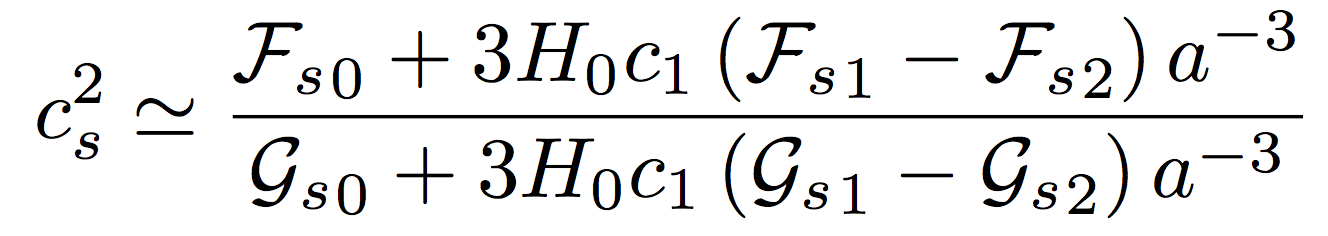 c_s^2 ≃ \frac{\mathcal{F}_{s0} + 3H_0 c_1 (\mathcal{F}_{s1} − \mathcal{F}_{s2}) a^{−3}}{\mathcal{G}_{s0} + 3H_0 c_1 (\mathcal{G}_{s1} − \mathcal{G}_{s2}) a^{−3}}